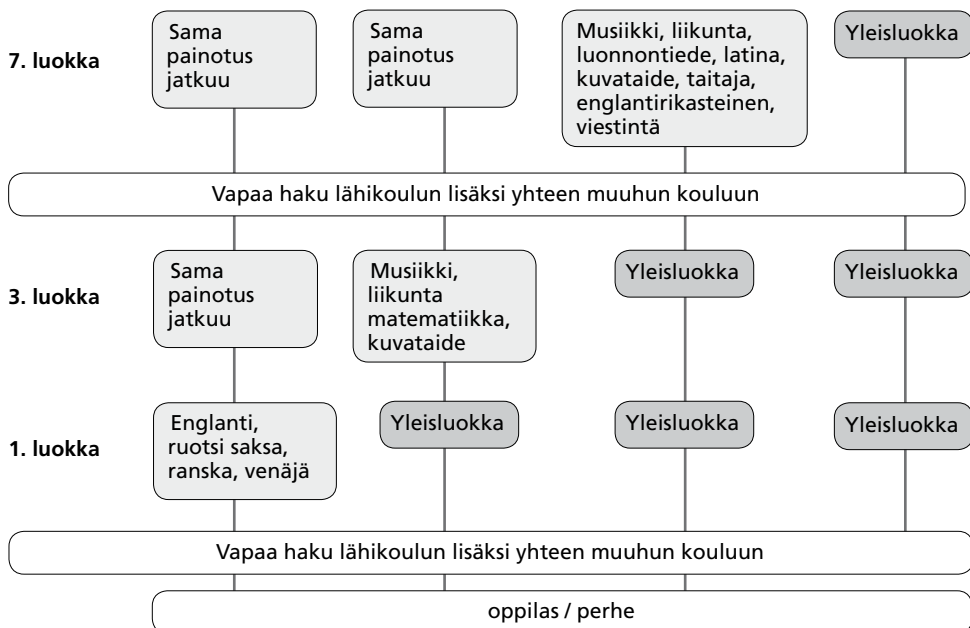 7. luokka
Sama
painotus
jatkuu
Sama
painotus
jatkuu
Musiikki, liikunta,
luonnontiede, latina,
kuvataide, taitaja,
englantirikasteinen,
viestintä
Yleisluokka
Vapaa haku lähikoulun lisäksi yhteen muuhun kouluun
3. luokka
Sama
painotus
jatkuu
Musiikki,
liikunta
matematiikka,
kuvataide
Yleisluokka
Yleisluokka
1. luokka
Englanti,
ruotsi saksa,
ranska, venäjä
Yleisluokka
Yleisluokka
Yleisluokka
Vapaa haku lähikoulun lisäksi yhteen muuhun kouluun
oppilas / perhe